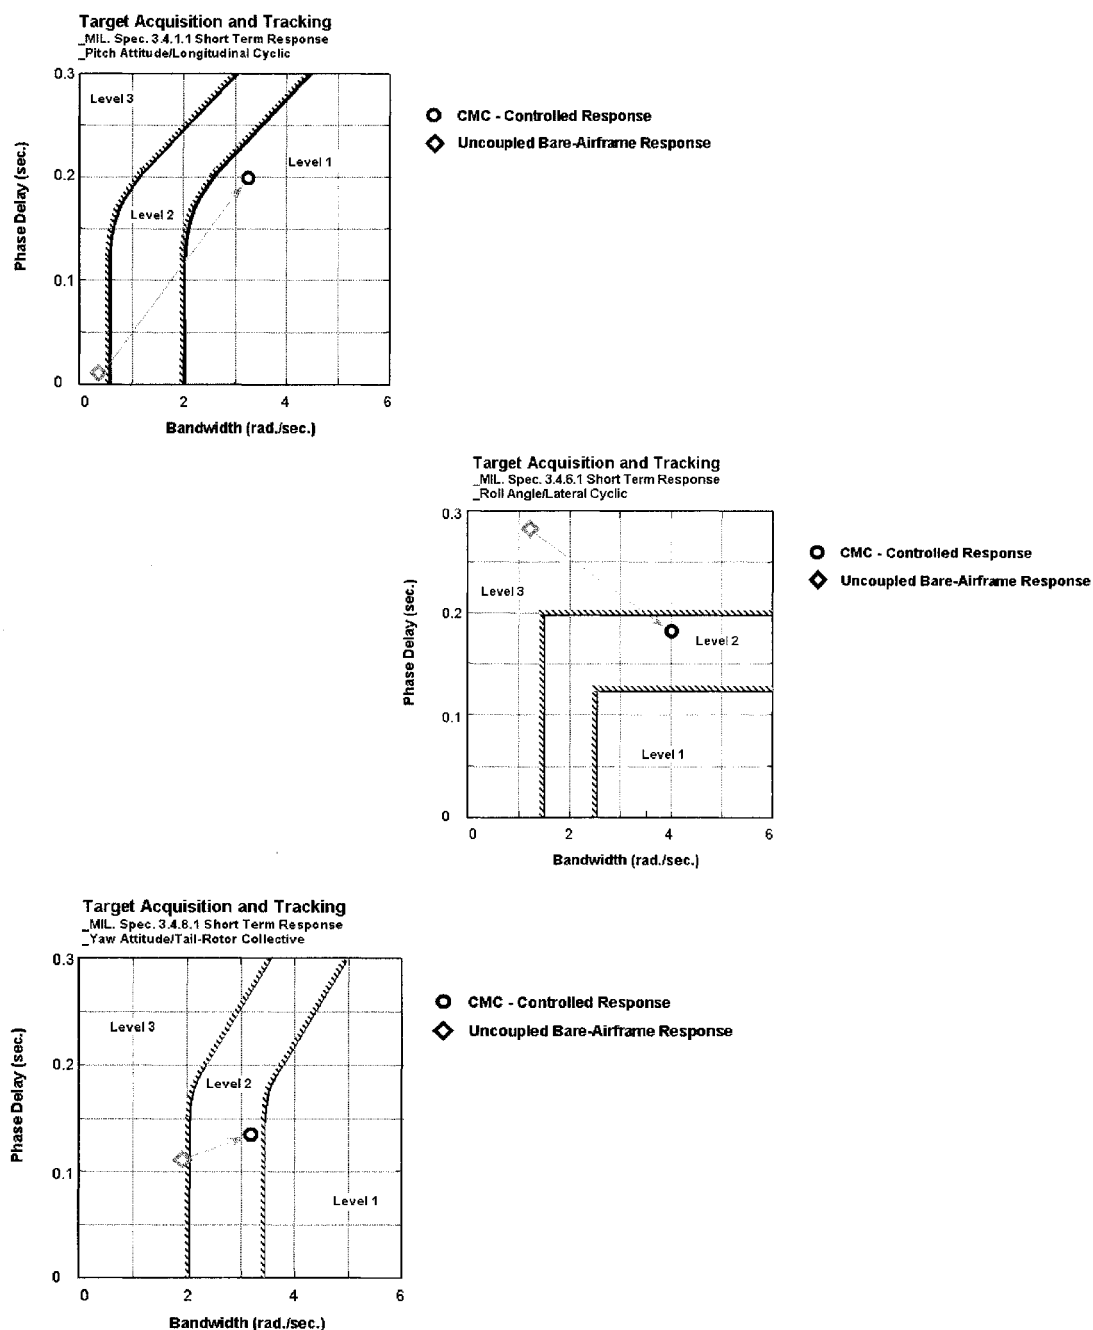 Target Acquisition and Tracking
_MIL. Spec. 3.4.1.1 Short Term Response
_Pitch Attitude/Longitudinal Cyclic
0.3
Level 3
CMC - Controlled Response
Uncoupled Bare-Airframe Response
Level 1
0.2
Level 2
Phase Delay (sec.)
0.1
0
0 2 4 6
Bandwidth (rad./sec.)
Target Acquisition and Tracking
_MIL. Spec. 3.4.6.1 Short Term Response
_Roll Angle/Lateral Cyclic
0.3
CMC - Controlled Response
Uncoupled Bare-Airframe Response
Level 3
0.2
Level 2
Phase Delay (sec.)
0.1
Level 1
0
0 2 4 6
Bandwidth (rad./sec.)
Target Acquisition and Tracking
_MIL. Spec. 3.4.8.1 Short Term Response
_Yaw Attitude/Tail-Rotor Collective
0.3
CMC - Controlled Response
Level 3
Uncoupled Bare-Airframe Response
0.2
Level 2
Phase Delay (sec.)
0.1
Level 1
0
0 2 4 6
Bandwidth (rad./sec.)